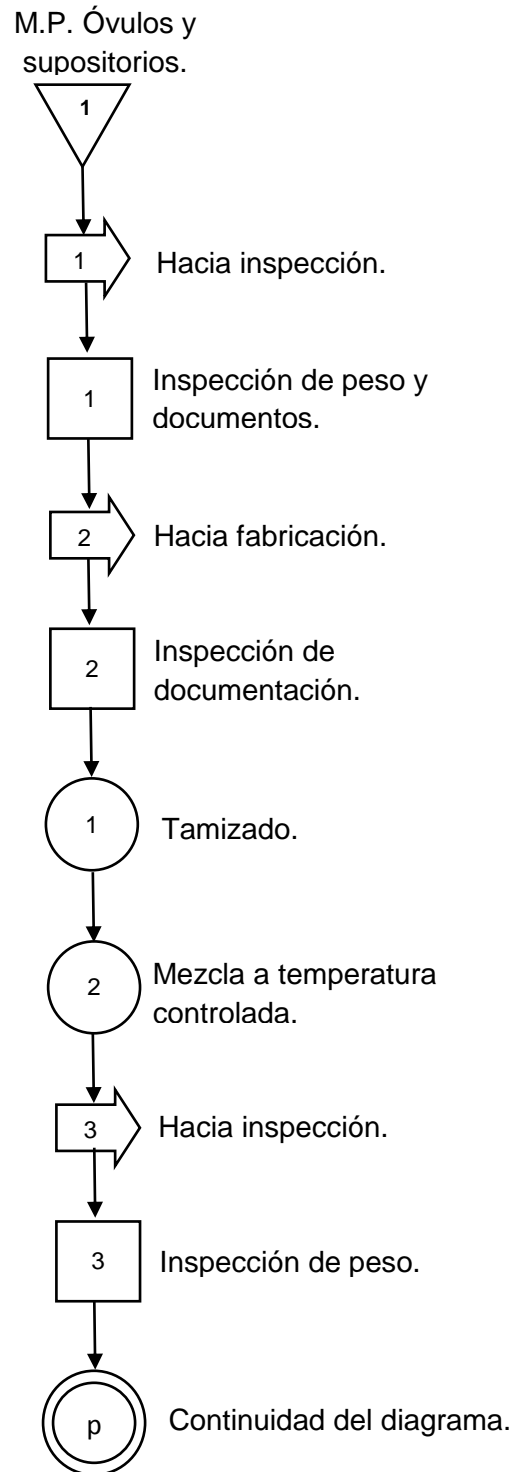 M.P. Óvulos y
supositorios.
1
1
Hacia inspección.
1
Inspección de peso y
documentos.
2
Hacia fabricación.
2
Inspección de
documentación.
1
Tamizado.
2
Mezcla a temperatura
controlada.
3
Hacia inspección.
3
Inspección de peso.
p
Continuidad del diagrama.